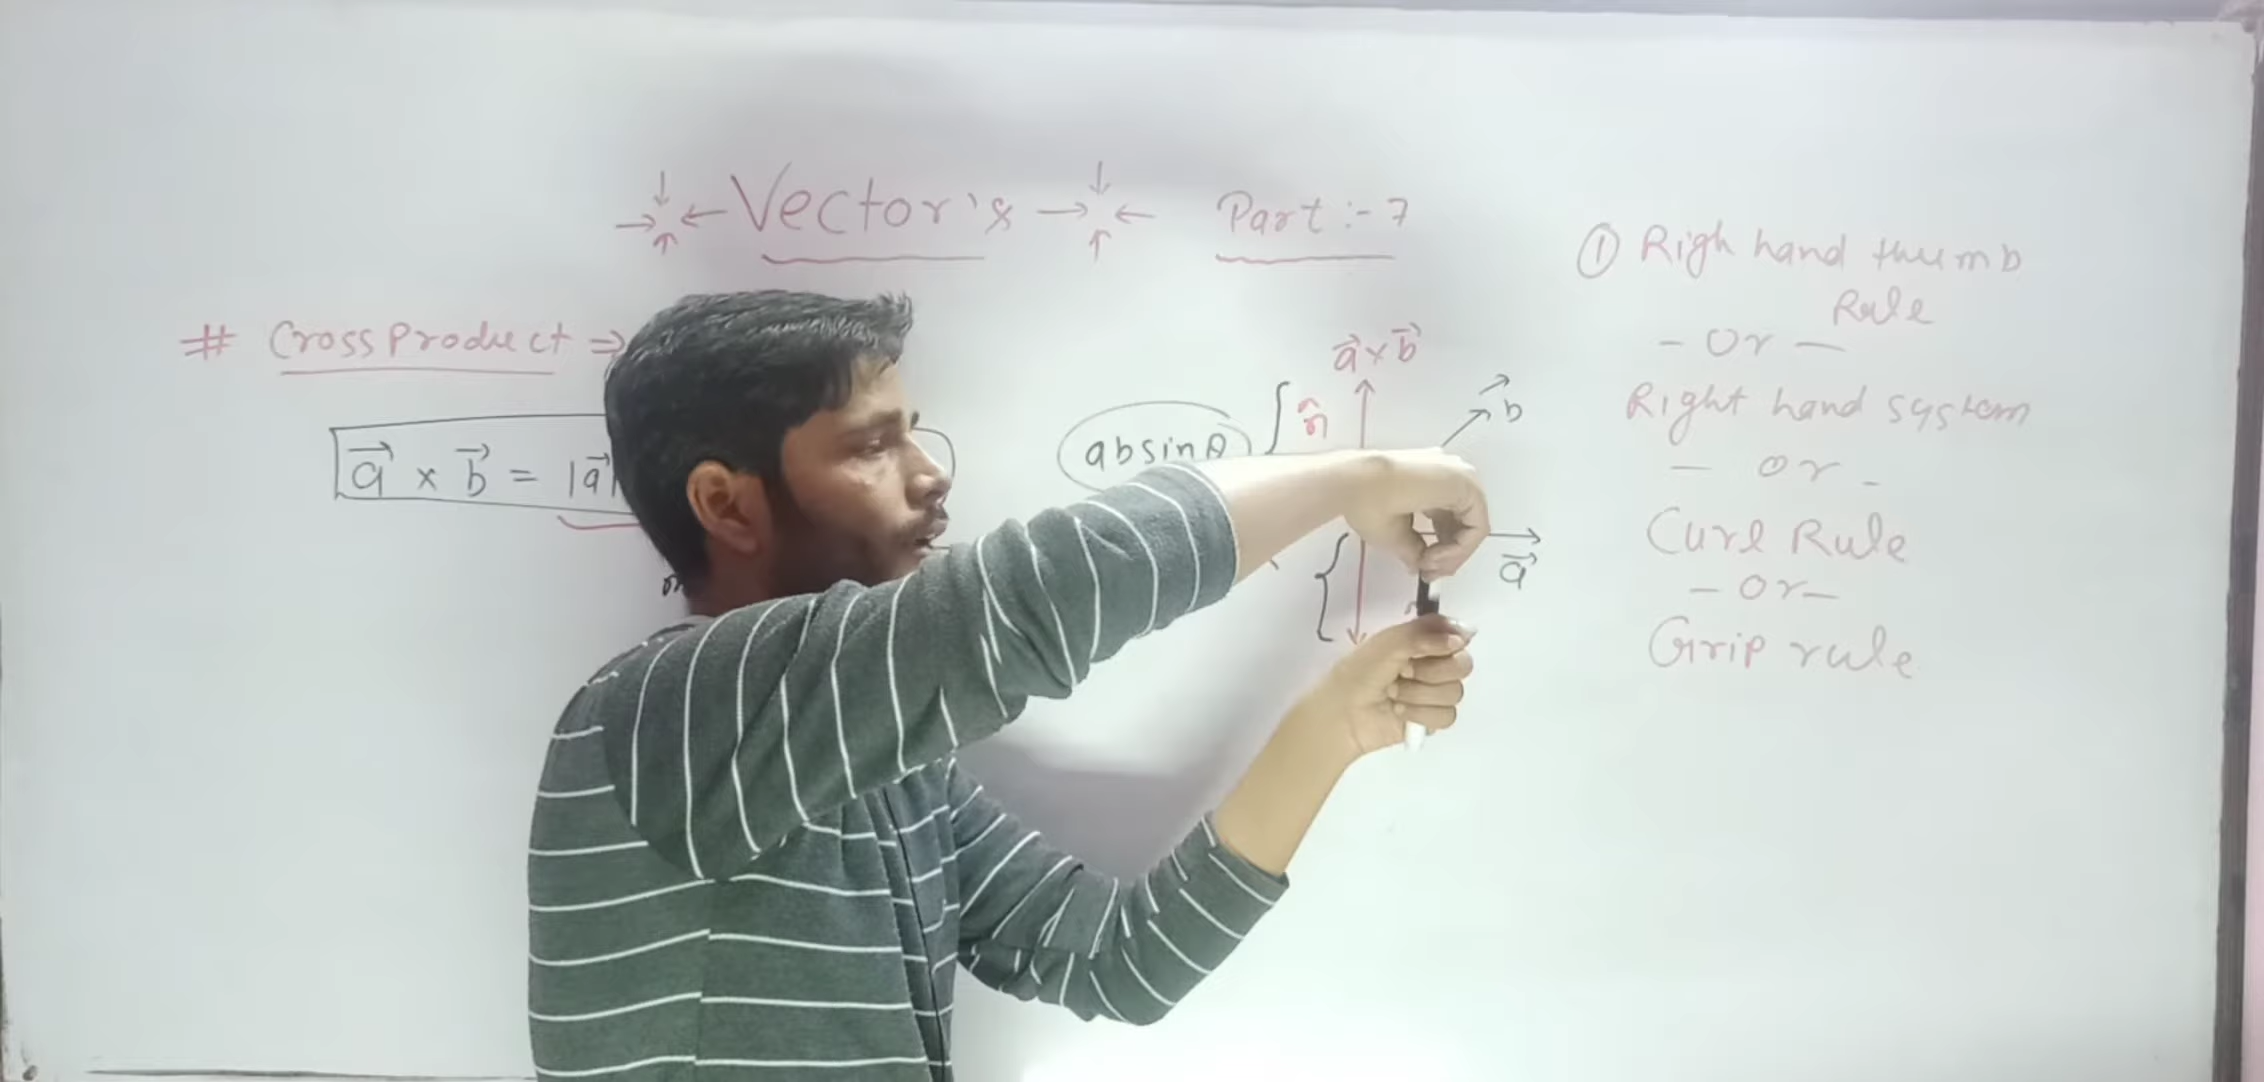 Vector's Part :- 7
# Cross Product ⇒
a⃗ × b⃗ = |a⃗|
absinθ
n̂
a⃗ × b⃗
b⃗
a⃗
① Righ hand thumb
Rule
- Or -
Right hand system
- or -
Curl Rule
- Or -
Grip rule